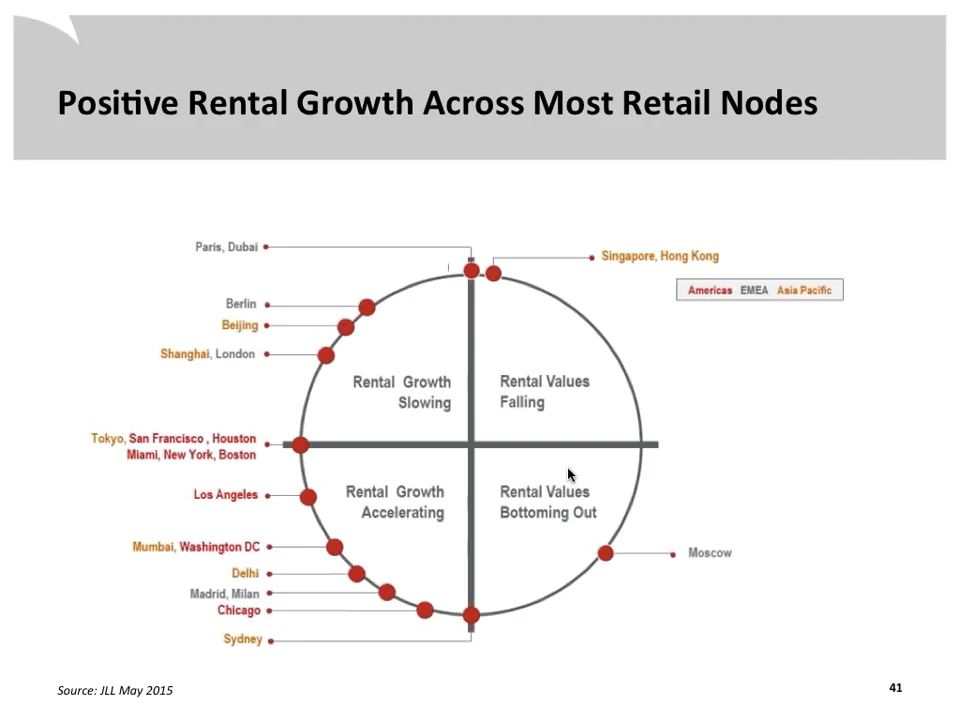 Positive Rental Growth Across Most Retail Nodes
Paris, Dubai
Singapore, Hong Kong
Americas EMEA Asia Pacific
Berlin
Beijing
Shanghai, London
Rental Growth
Slowing
Rental Values
Falling
Tokyo, San Francisco , Houston
Miami, New York, Boston
Los Angeles
Rental Growth
Accelerating
Rental Values
Bottoming Out
Mumbai, Washington DC
Moscow
Delhi
Madrid, Milan
Chicago
Sydney
Source: JLL May 2015
41